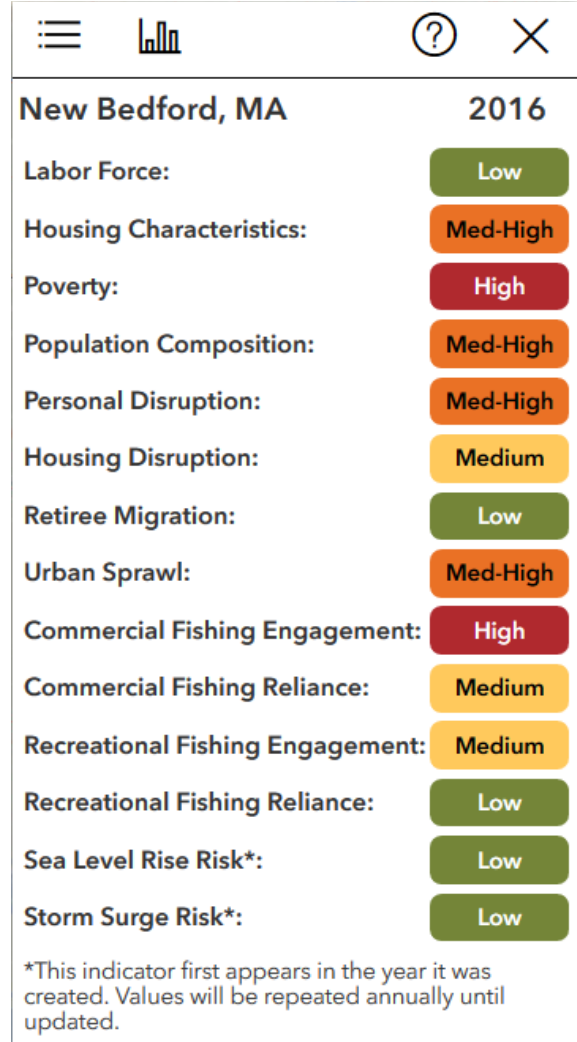 New Bedford, MA 2016
Labor Force: Low
Housing Characteristics: Med-High
Poverty: High
Population Composition: Med-High
Personal Disruption: Med-High
Housing Disruption: Medium
Retiree Migration: Low
Urban Sprawl: Med-High
Commercial Fishing Engagement: High
Commercial Fishing Reliance: Medium
Recreational Fishing Engagement: Medium
Recreational Fishing Reliance: Low
Sea Level Rise Risk*: Low
Storm Surge Risk*: Low
*This indicator first appears in the year it was
created. Values will be repeated annually until
updated.